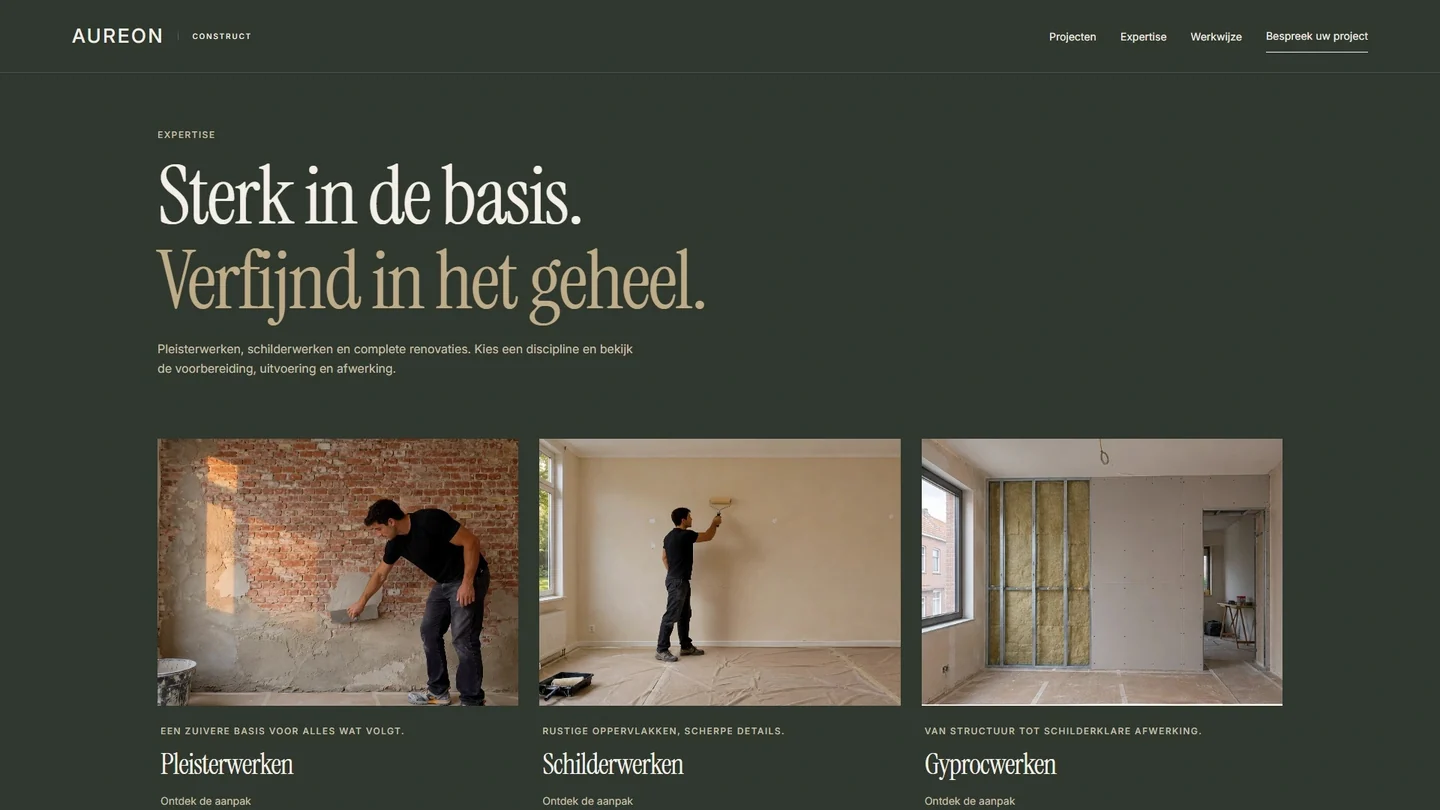 AUREON | CONSTRUCT
Projecten Expertise Werkwijze Bespreek uw project
EXPERTISE
Sterk in de basis.
Verfijnd in het geheel.
Pleisterwerken, schilderwerken en complete renovaties. Kies een discipline en bekijk
de voorbereiding, uitvoering en afwerking.
EEN ZUIVERE BASIS VOOR ALLES WAT VOLGT.
Pleisterwerken
Ontdek de aanpak
RUSTIGE OPPERVLAKKEN, SCHERPE DETAILS.
Schilderwerken
Ontdek de aanpak
VAN STRUCTUUR TOT SCHILDERKLARE AFWERKING.
Gyprocwerken
Ontdek de aanpak